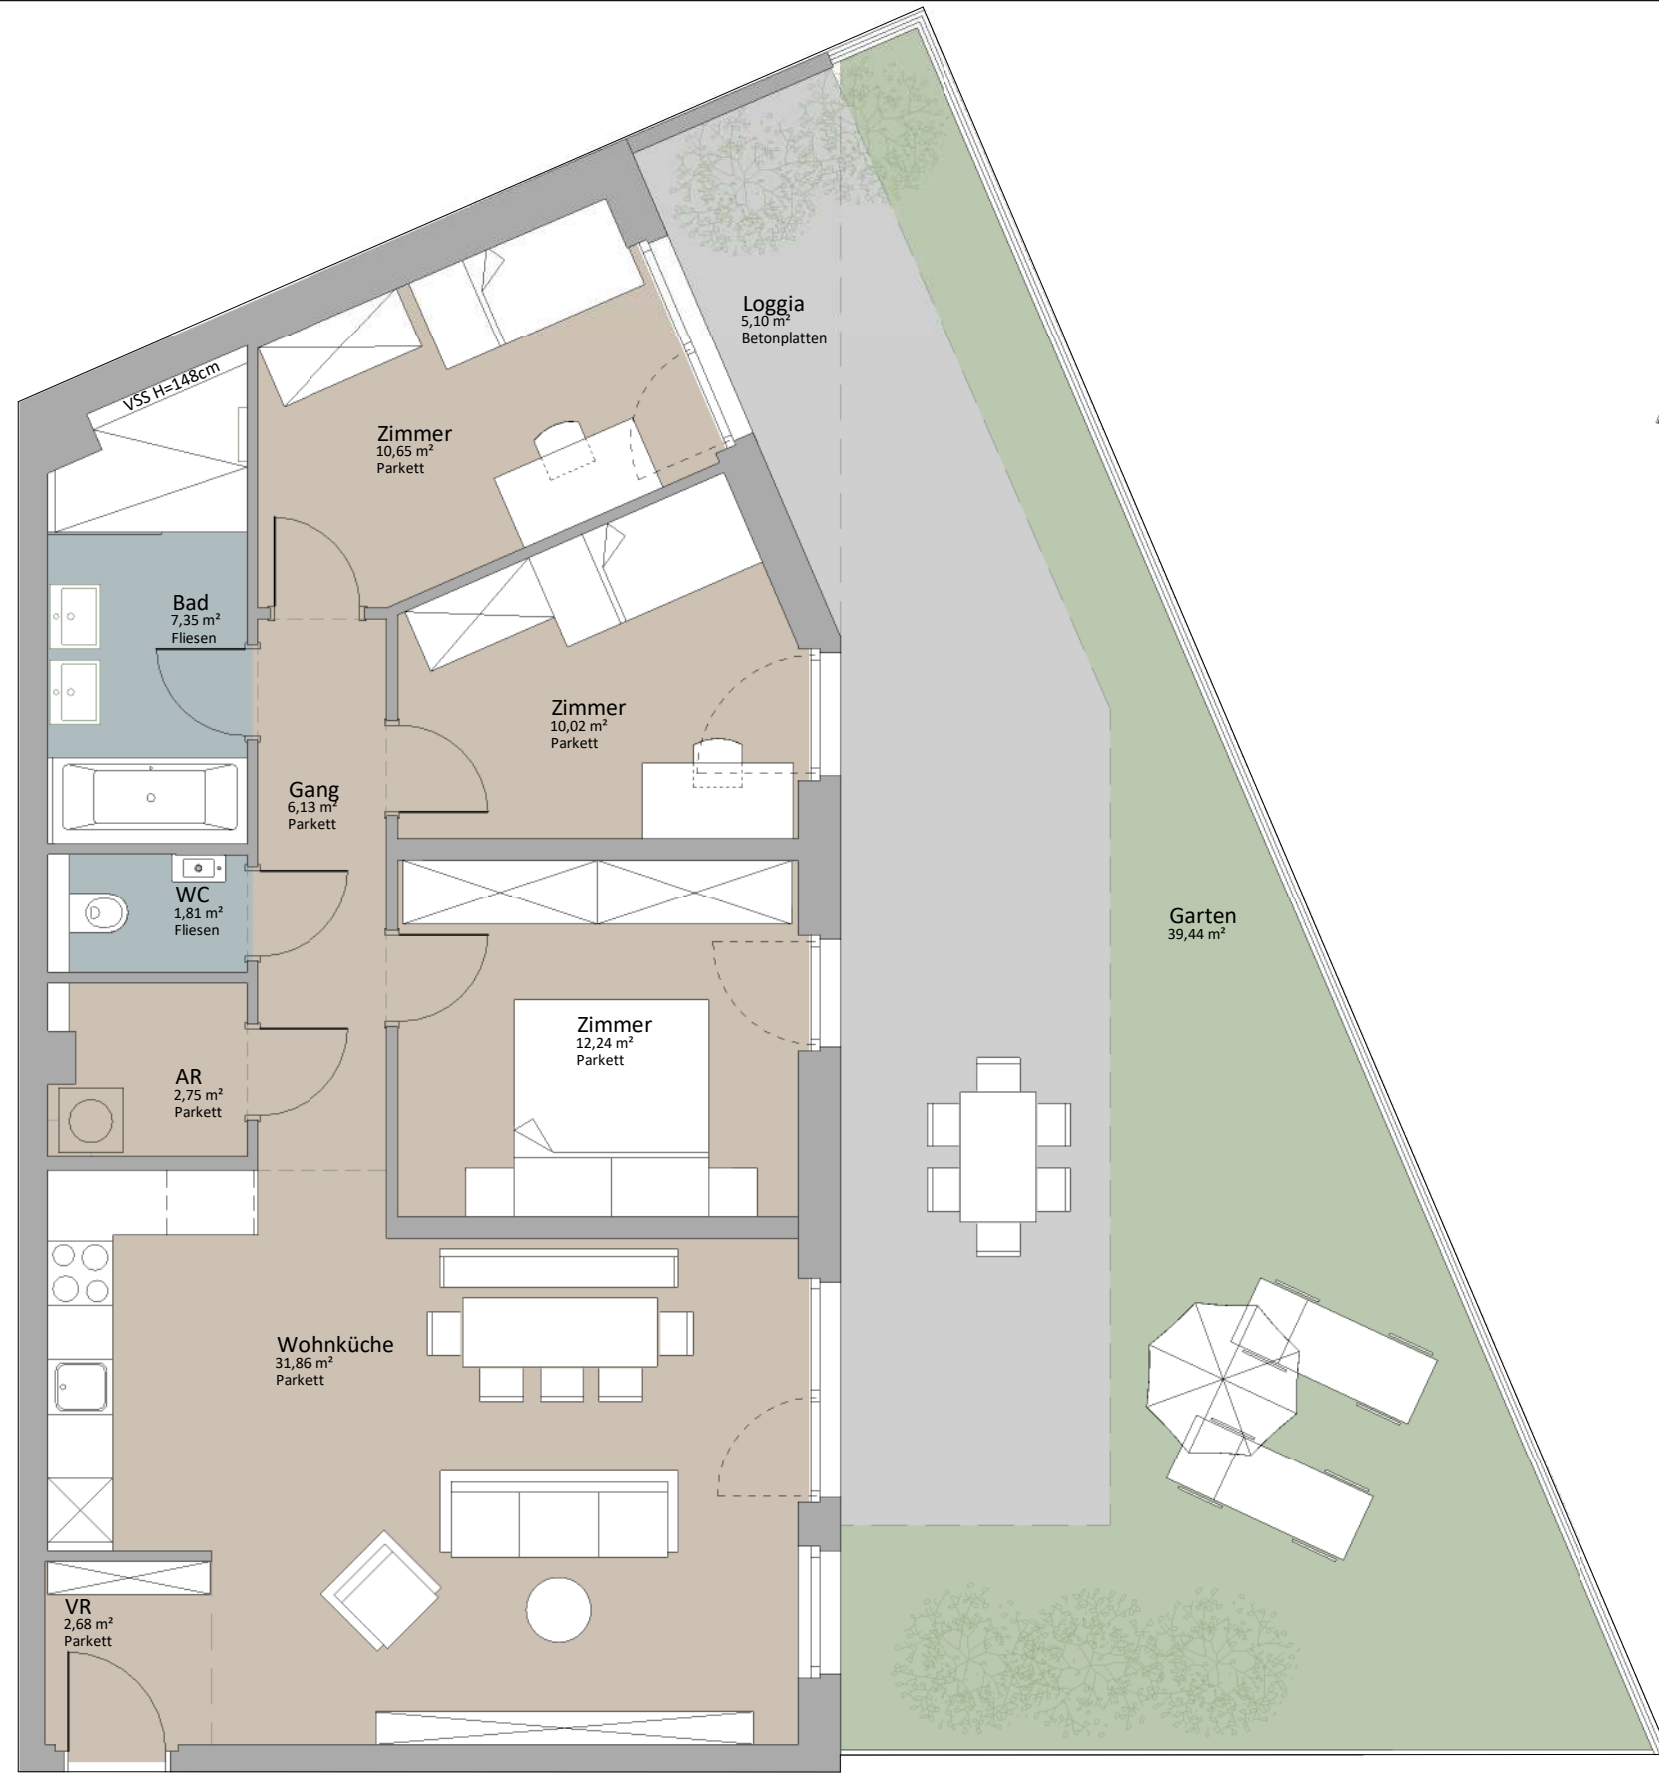 Loggia
5,10 m²
Betonplatten
VSS H=148cm
Zimmer
10,65 m²
Parkett
Bad
7,35 m²
Fliesen
Zimmer
10,02 m²
Parkett
Gang
6,13 m²
Parkett
WC
1,81 m²
Fliesen
Garten
39,44 m²
Zimmer
12,24 m²
Parkett
AR
2,75 m²
Parkett
Wohnküche
31,86 m²
Parkett
VR
2,68 m²
Parkett